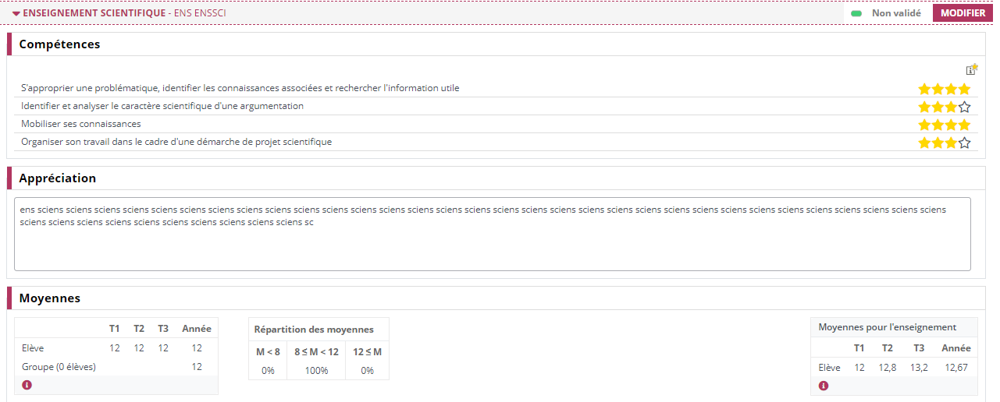 ENSEIGNEMENT SCIENTIFIQUE - ENS ENSSCI
Non validé
MODIFIER
Compétences
S'approprier une problématique, identifier les connaissances associées et rechercher l'information utile
Identifier et analyser le caractère scientifique d'une argumentation
Mobiliser ses connaissances
Organiser son travail dans le cadre d'une démarche de projet scientifique
Appréciation
ens sciens sciens sciens sciens sciens sciens sciens sciens sciens sciens sciens sciens sciens sciens sciens sciens sciens sciens sciens sciens sciens sciens sciens sciens sciens sciens sciens sciens sciens sciens sciens sciens
sciens sciens sciens sciens sciens sciens sciens sciens sciens sciens sc
Moyennes
T1 T2 T3 Année
Elève 12 12 12 12
Groupe (0 élèves) 12
Répartition des moyennes
M < 8 8 ≤ M < 12 12 ≤ M
0% 100% 0%
Moyennes pour l'enseignement
T1 T2 T3 Année
Elève 12 12,8 13,2 12,67